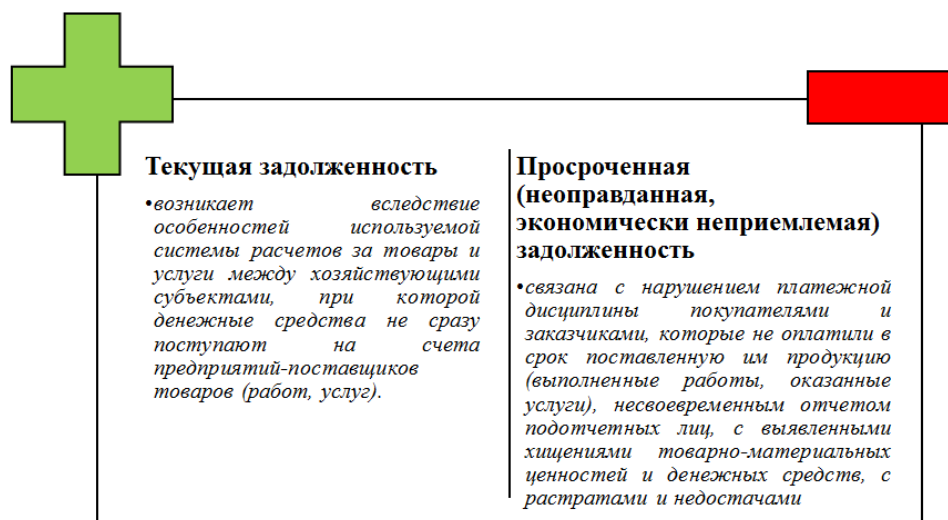 Текущая задолженность
•возникает вследствие
особенностей используемой
системы расчетов за товары и
услуги между хозяйствующими
субъектами, при которой
денежные средства не сразу
поступают на счета
предприятий-поставщиков
товаров (работ, услуг).
Просроченная
(неоправданная,
экономически неприемлемая)
задолженность
•связана с нарушением платежной
дисциплины покупателями и
заказчиками, которые не оплатили в
срок поставленную им продукцию
(выполненные работы, оказанные
услуги), несвоевременным отчетом
подотчетных лиц, с выявленными
хищениями товарно-материальных
ценностей и денежных средств, с
растратами и недостачами